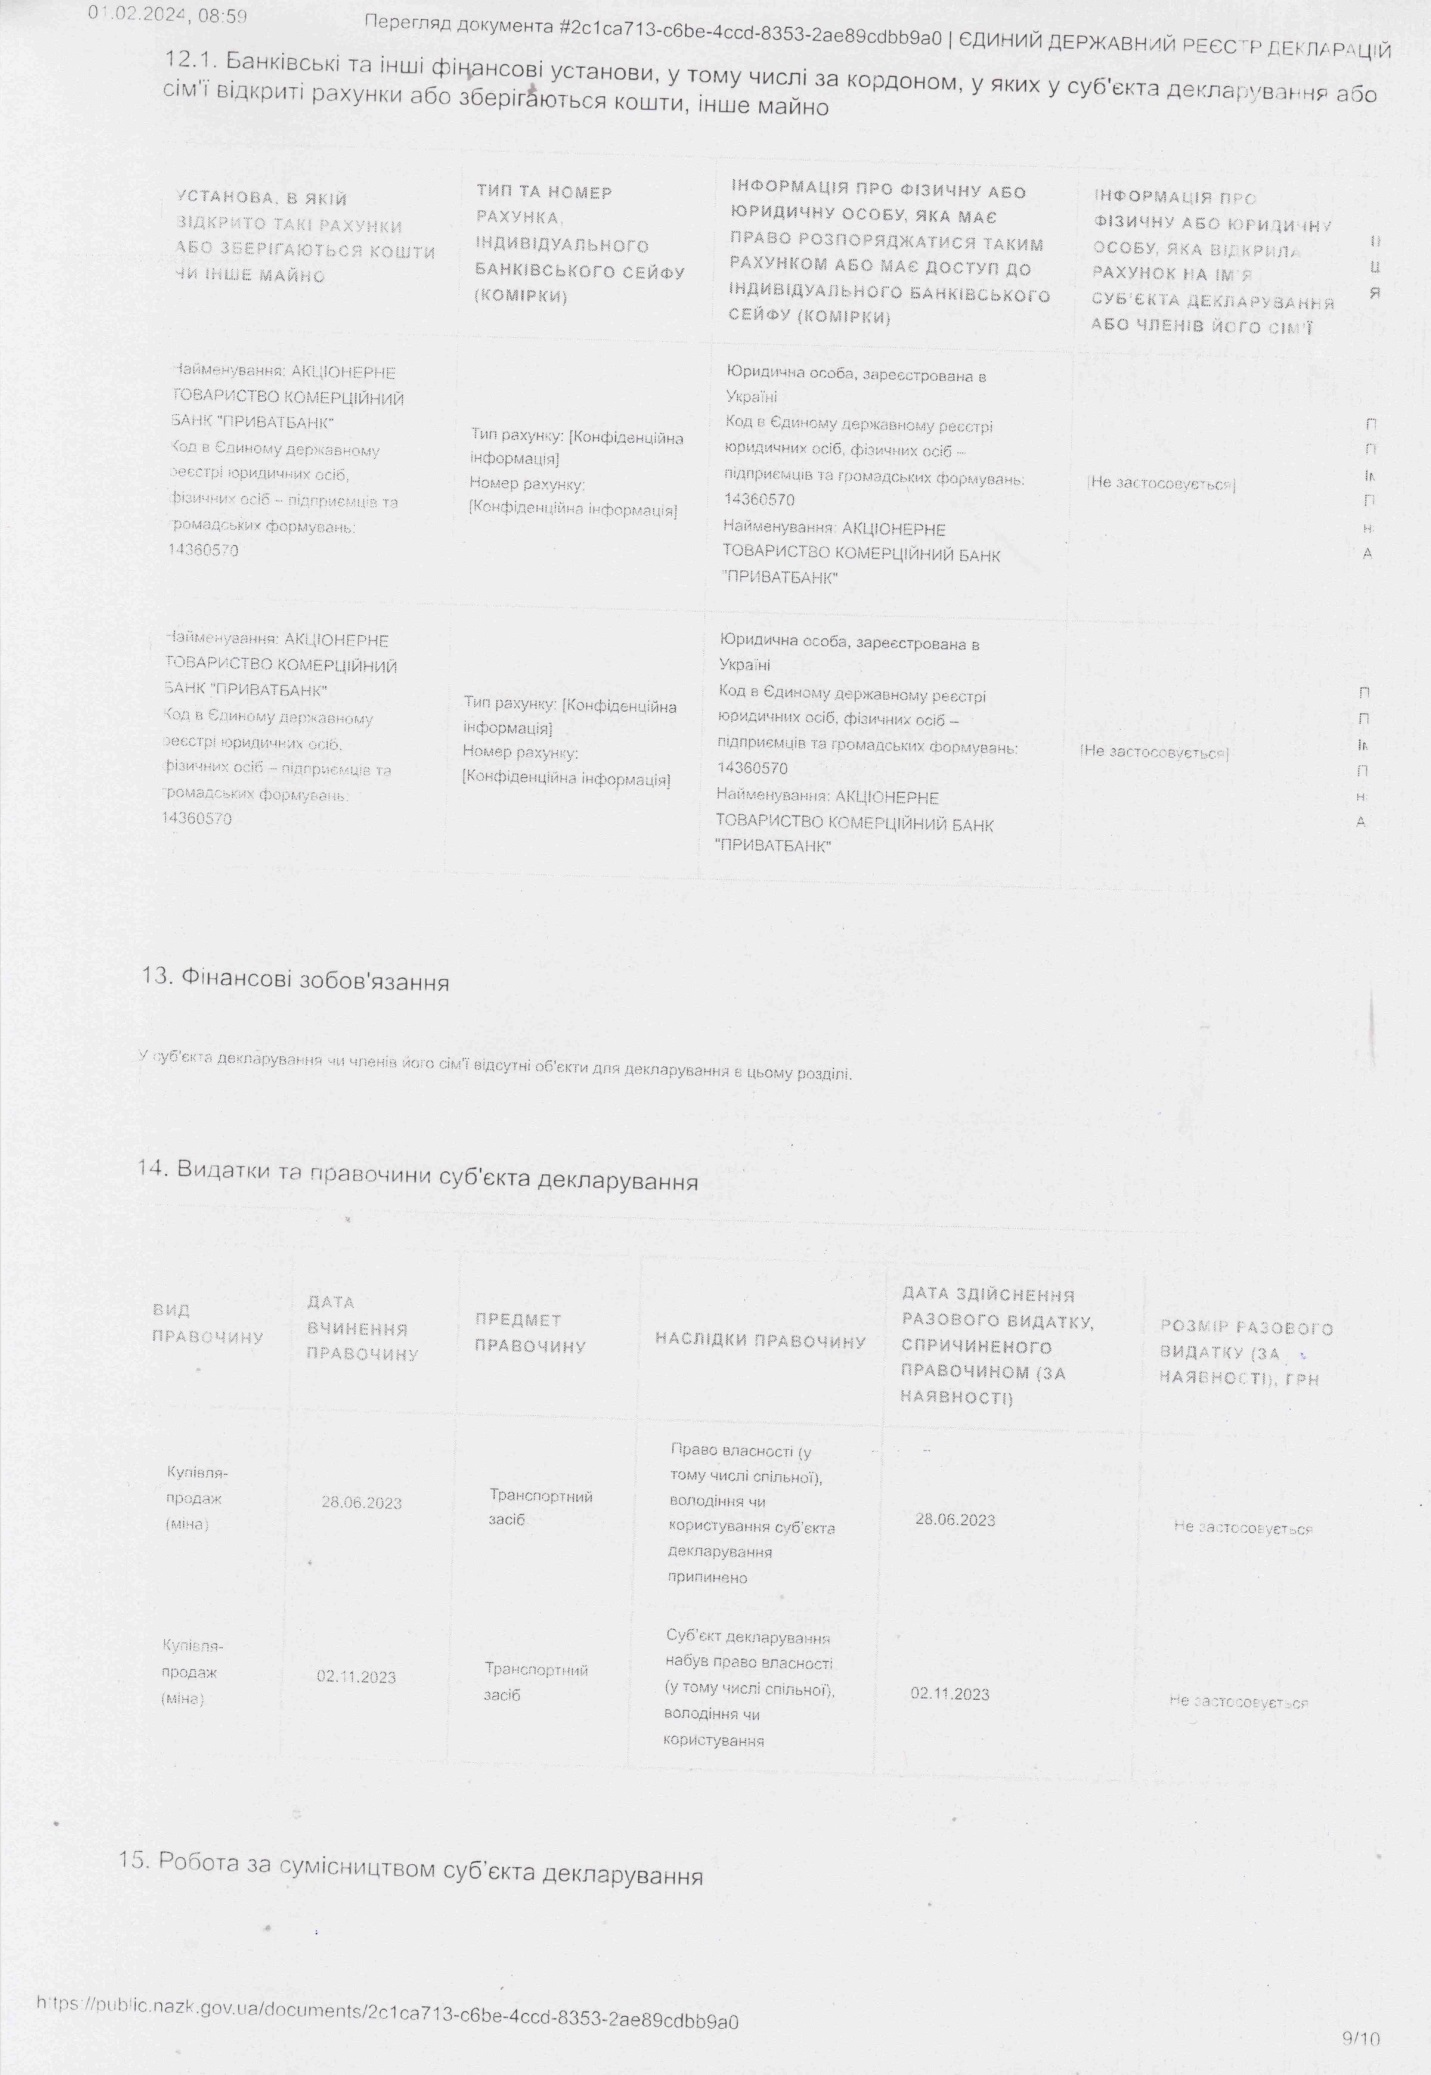 01.02.2024, 08:59
Перегляд документа #2c1ca713-c6be-4ccd-8353-2ae89cdbb9a0 | ЄДИНИЙ ДЕРЖАВНИЙ РЕЄСТР ДЕКЛАРАЦІЙ
12.1. Банківські та інші фінансові установи, у тому числі за кордоном, у яких у суб'єкта декларування або
сім'ї відкриті рахунки або зберігаються кошти, інше майно
УСТАНОВА, В ЯКІЙ
ВІДКРИТО ТАКІ РАХУНКИ
АБО ЗБЕРІГАЮТЬСЯ КОШТИ
ЧИ ІНШЕ МАЙНО
ТИП ТА НОМЕР
РАХУНКА,
ІНДИВІДУАЛЬНОГО
БАНКІВСЬКОГО СЕЙФУ
(КОМІРКИ)
ІНФОРМАЦІЯ ПРО ФІЗИЧНУ АБО
ЮРИДИЧНУ ОСОБУ, ЯКА МАЄ
ПРАВО РОЗПОРЯДЖАТИСЯ ТАКИМ
РАХУНКОМ АБО МАЄ ДОСТУП ДО
ІНДИВІДУАЛЬНОГО БАНКІВСЬКОГО
СЕЙФУ (КОМІРКИ)
ІНФОРМАЦІЯ ПРО
ФІЗИЧНУ АБО ЮРИДИЧНУ
ОСОБУ, ЯКА ВІДКРИЛА
РАХУНОК НА ІМ'Я
СУБ'ЄКТА ДЕКЛАРУВАННЯ
АБО ЧЛЕНІВ ЙОГО СІМ'Ї
Я
Найменування: АКЦІОНЕРНЕ
ТОВАРИСТВО КОМЕРЦІЙНИЙ
БАНК "ПРИВАТБАНК"
Код в Єдиному державному
реєстрі юридичних осіб,
фізичних осіб – підприємців та
громадських формувань:
14360570
Тип рахунку: [Конфіденційна
інформація]
Номер рахунку:
[Конфіденційна інформація]
Юридична особа, зареєстрована в
Україні
Код в Єдиному державному реєстрі
юридичних осіб, фізичних осіб –
підприємців та громадських формувань:
14360570
Найменування: АКЦІОНЕРНЕ
ТОВАРИСТВО КОМЕРЦІЙНИЙ БАНК
"ПРИВАТБАНК"
[Не застосовується]
П
П
П
Н
А
Найменування: АКЦІОНЕРНЕ
ТОВАРИСТВО КОМЕРЦІЙНИЙ
БАНК "ПРИВАТБАНК"
Код в Єдиному державному
реєстрі юридичних осіб,
фізичних осіб – підприємців та
громадських формувань:
14360570
Тип рахунку: [Конфіденційна
інформація]
Номер рахунку:
[Конфіденційна інформація]
Юридична особа, зареєстрована в
Україні
Код в Єдиному державному реєстрі
юридичних осіб, фізичних осіб –
підприємців та громадських формувань:
14360570
Найменування: АКЦІОНЕРНЕ
ТОВАРИСТВО КОМЕРЦІЙНИЙ БАНК
"ПРИВАТБАНК"
[Не застосовується]
П
П
П
Н
А
13. Фінансові зобов'язання
У суб'єкта декларування чи членів його сім'ї відсутні об'єкти для декларування в цьому розділі.
14. Видатки та правочини суб'єкта декларування
ВИД
ПРАВОЧИНУ
ДАТА
ВЧИНЕННЯ
ПРАВОЧИНУ
ПРЕДМЕТ
ПРАВОЧИНУ
НАСЛІДКИ ПРАВОЧИНУ
ДАТА ЗДІЙСНЕННЯ
РАЗОВОГО ВИДАТКУ,
СПРИЧИНЕНОГО
ПРАВОЧИНОМ (ЗА
НАЯВНОСТІ)
РОЗМІР РАЗОВОГО
ВИДАТКУ (ЗА
НАЯВНОСТІ), ГРН
Купівля-
продаж
(міна)
28.06.2023
Транспортний
засіб
Право власності (у
тому числі спільної),
володіння чи
користування суб'єкта
декларування
припинено
28.06.2023
Не застосовується
Купівля-
продаж
(міна)
02.11.2023
Транспортний
засіб
Суб'єкт декларування
набув право власності
(у тому числі спільної),
володіння чи
користування
02.11.2023
Не застосовується
15. Робота за сумісництвом суб'єкта декларування
https://public.nazk.gov.ua/documents/2c1ca713-c6be-4ccd-8353-2ae89cdbb9a0
9/10